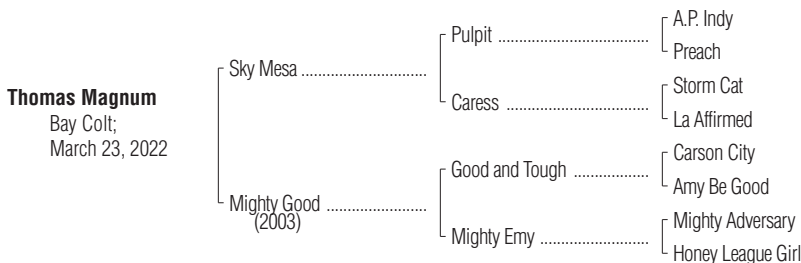 Thomas Magnum
Bay Colt;
March 23, 2022
Sky Mesa ..............................
Mighty Good ........................
(2003)
Pulpit ....................................
Caress ..................................
Good and Tough ..................
Mighty Emy ..........................
A.P. Indy
Preach
Storm Cat
La Affirmed
Carson City
Amy Be Good
Mighty Adversary
Honey League Girl